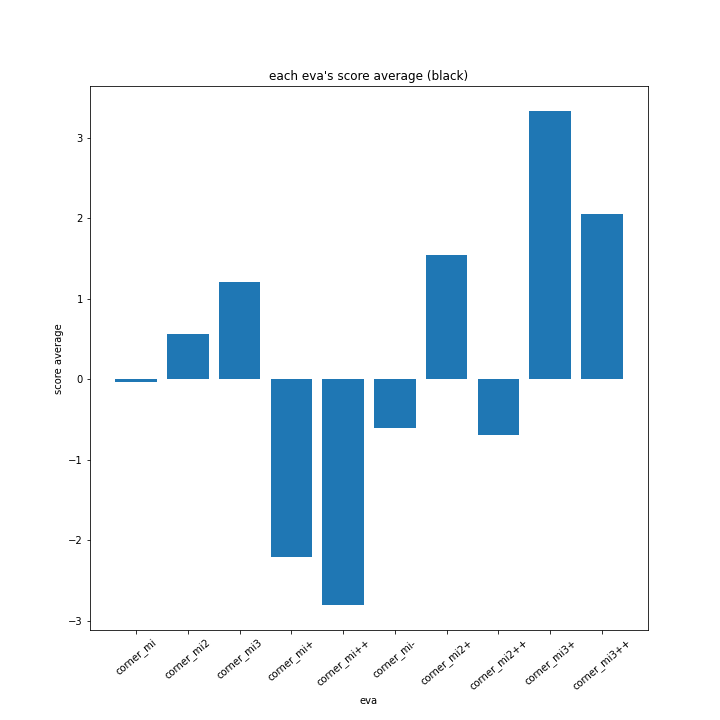 each eva's score average (black)
score average
3
2
1
0
−1
−2
−3
corner_mi
corner_mi2
corner_mi3
corner_mi+
corner_mi++
corner_mi-
corner_mi2+
corner_mi2++
corner_mi3+
corner_mi3++
eva